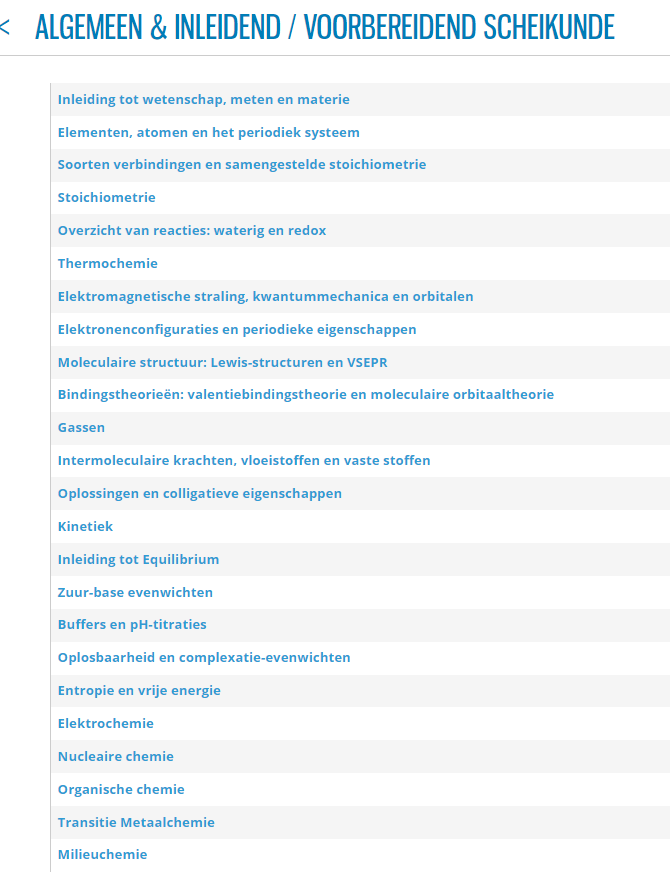 ALGEMEEN & INLEIDEND / VOORBEREIDEND SCHEIKUNDE
Inleiding tot wetenschap, meten en materie
Elementen, atomen en het periodiek systeem
Soorten verbindingen en samengestelde stoichiometrie
Stoichiometrie
Overzicht van reacties: waterig en redox
Thermochemie
Elektromagnetische straling, kwantummechanica en orbitalen
Elektronenconfiguraties en periodieke eigenschappen
Moleculaire structuur: Lewis-structuren en VSEPR
Bindingstheorieën: valentiebindingstheorie en moleculaire orbitaaltheorie
Gassen
Intermoleculaire krachten, vloeistoffen en vaste stoffen
Oplossingen en colligatieve eigenschappen
Kinetiek
Inleiding tot Equilibrium
Zuur-base evenwichten
Buffers en pH-titraties
Oplosbaarheid en complexatie-evenwichten
Entropie en vrije energie
Elektrochemie
Nucleaire chemie
Organische chemie
Transitie Metaalchemie
Milieuchemie